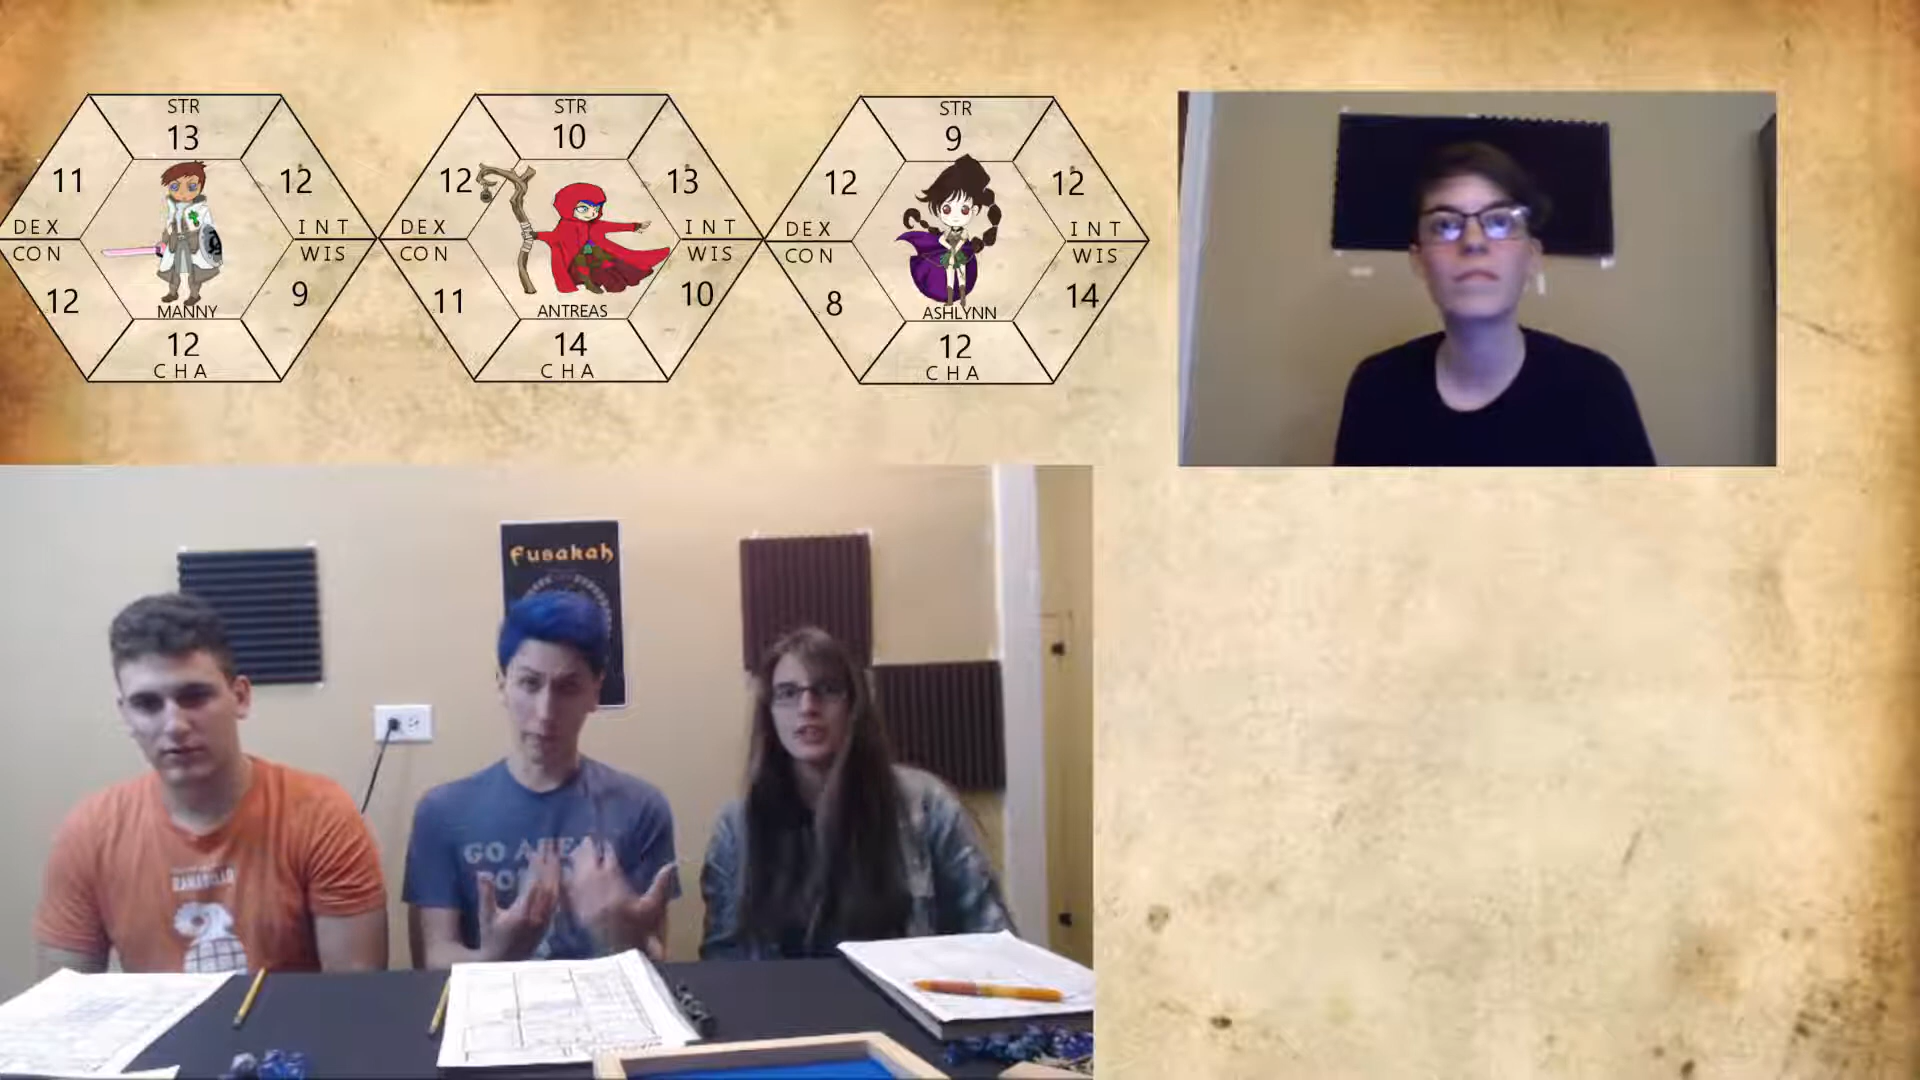 STR
13
11
12
DEX
INT
CON
WIS
12
9
MANNY
12
CHA
STR
10
12
13
DEX
INT
CON
WIS
11
10
ANTREAS
14
CHA
STR
9
12
12
DEX
INT
CON
WIS
8
14
ASHLYNN
12
CHA
Fusakah
GO AHEAD